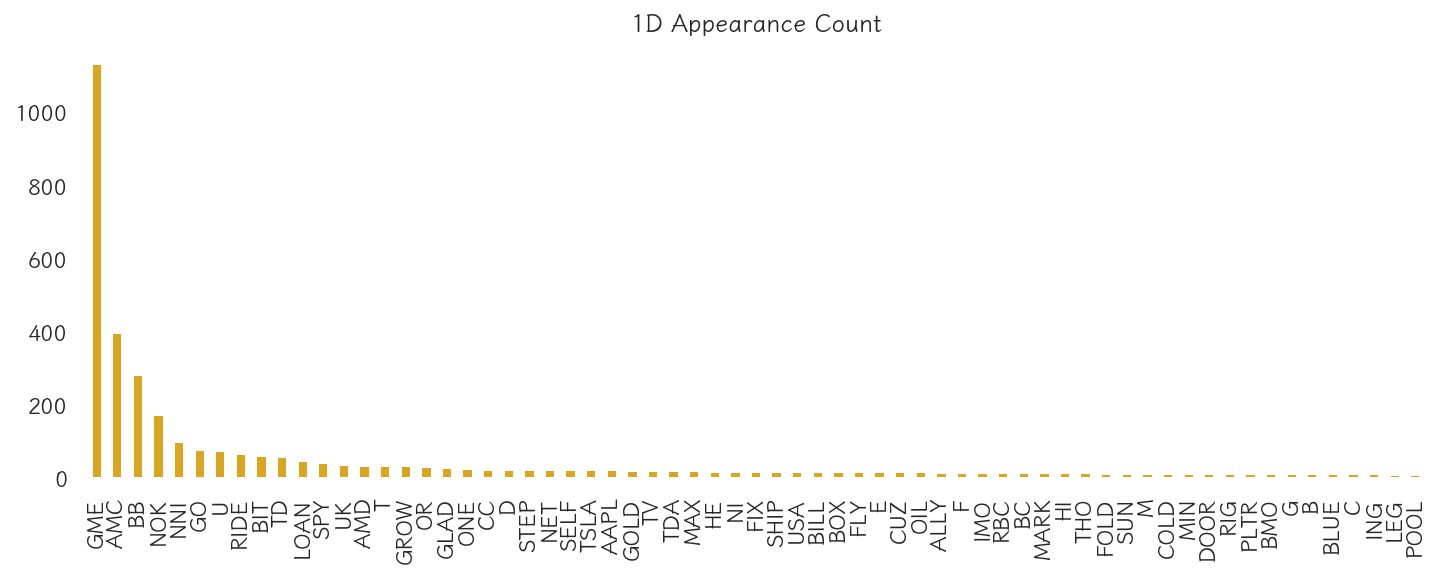 1D Appearance Count
1000
800
600
400
200
0
GME
AMC
BB
NOK
NNI
GO
U
RIDE
BIT
TD
LOAN
SPY
UK
AMD
T
GROW
OR
GLAD
ONE
CC
D
STEP
NET
SELF
TSLA
AAPL
GOLD
TV
TDA
MAX
HE
NI
FIX
SHIP
USA
BILL
BOX
FLY
E
CUZ
OIL
ALLY
F
IMO
RBC
BC
MARK
HI
THO
FOLD
SUN
M
COLD
MIN
DOOR
RIG
PLTR
BMO
G
B
BLUE
C
ING
LEG
POOL